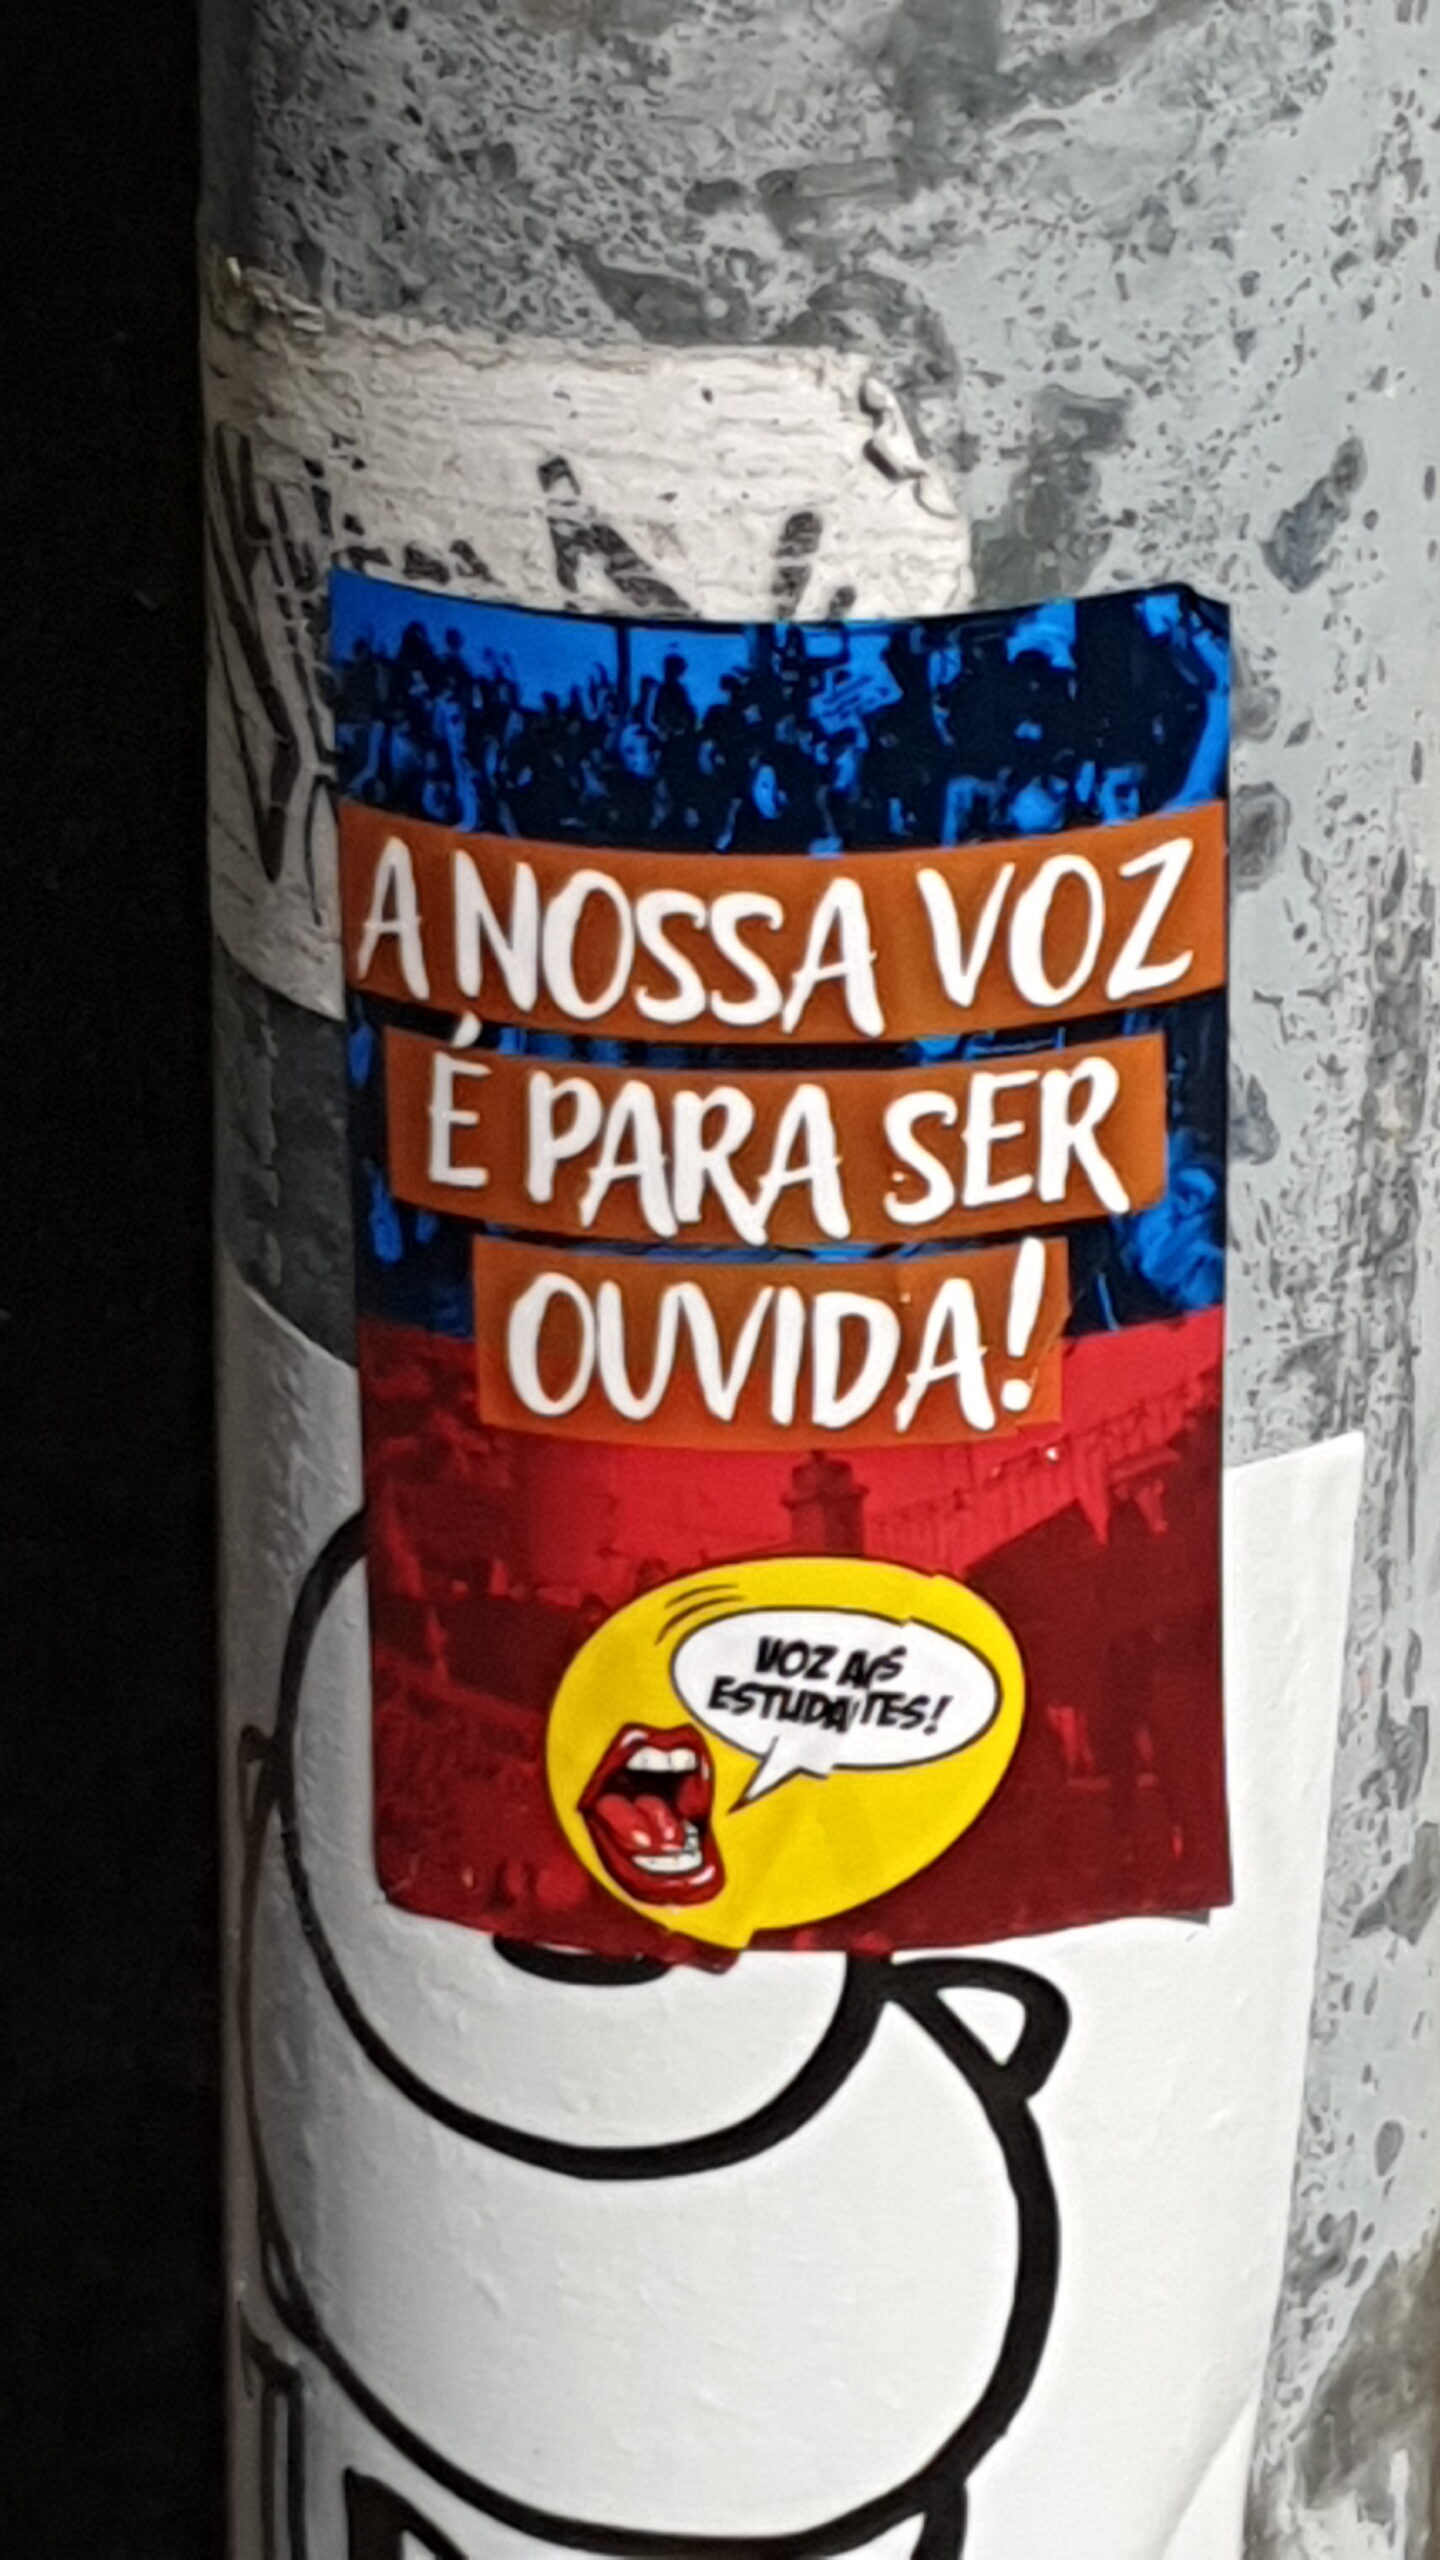 A NOSSA VOZ
É PARA SER
OUVIDA!
VOZ AOS
ESTUDANTES!